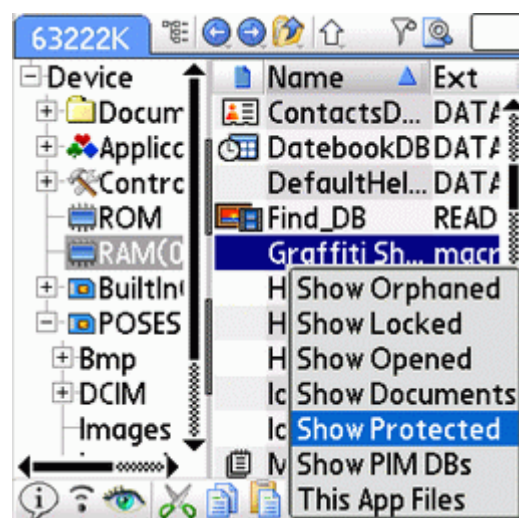 63222K
Device
Docum
Applicc
Contrc
ROM
RAM(0
BuiltIn
POSES
Bmp
DCIM
Images
Name Ext
ContactsD... DATA
DatebookDB DATA
DefaultHel... DATA
Find_DB READ
Graffiti Sh... macr
H
H
H
Ic
Ic
M
Show Orphaned
Show Locked
Show Opened
Show Documents
Show Protected
Show PIM DBs
This App Files